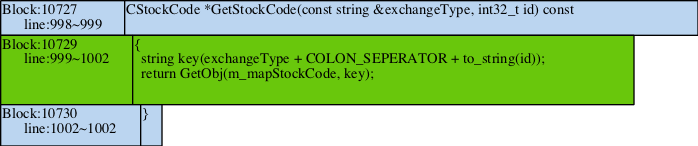 Block:10727 CStockCode *GetStockCode(const string &exchangeType, int32_t id) const
line:998~999
Block:10729 {
line:999~1002 string key(exchangeType + COLON_SEPERATOR + to_string(id));
return GetObj(m_mapStockCode, key);
Block:10730 }
line:1002~1002